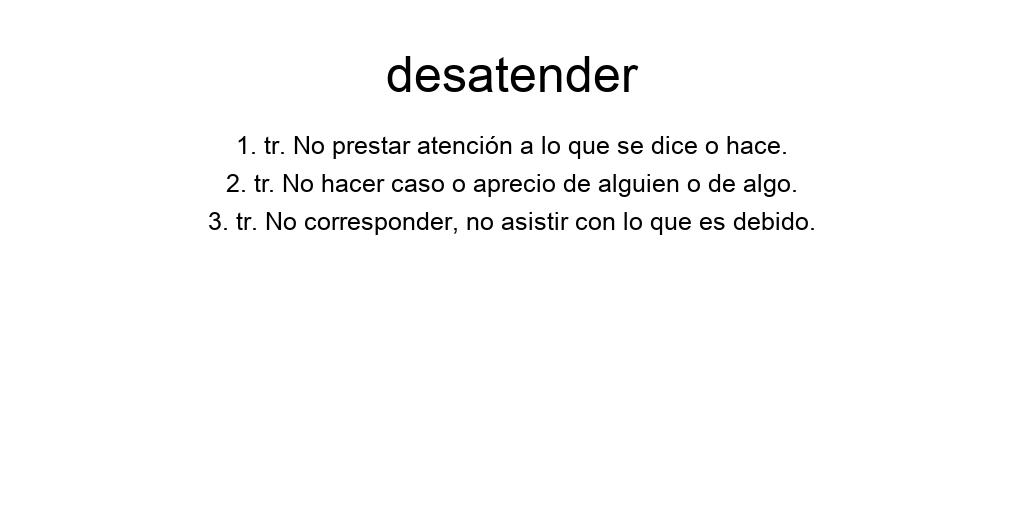 desatender
1. tr. No prestar atención a lo que se dice o hace.
2. tr. No hacer caso o aprecio de alguien o de algo.
3. tr. No corresponder, no asistir con lo que es debido.